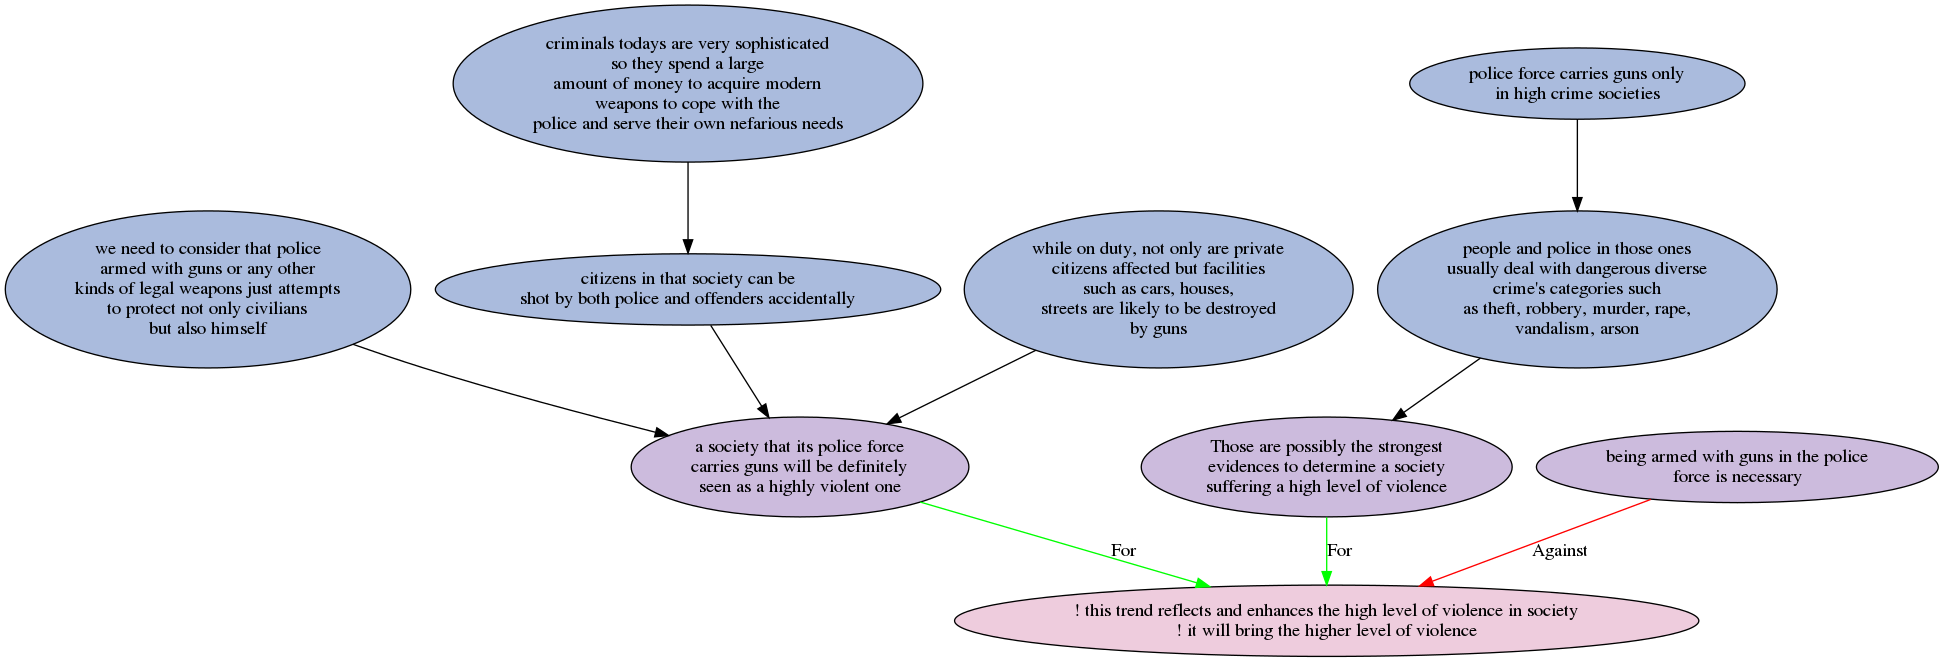 criminals todays are very sophisticated
so they spend a large
amount of money to acquire modern
weapons to cope with the
police and serve their own nefarious needs
police force carries guns only
in high crime societies
we need to consider that police
armed with guns or any other
kinds of legal weapons just attempts
to protect not only civilians
but also himself
citizens in that society can be
shot by both police and offenders accidentally
while on duty, not only are private
citizens affected but facilities
such as cars, houses,
streets are likely to be destroyed
by guns
people and police in those ones
usually deal with dangerous diverse
crime's categories such
as theft, robbery, murder, rape,
vandalism, arson
a society that its police force
carries guns will be definitely
seen as a highly violent one
Those are possibly the strongest
evidences to determine a society
suffering a high level of violence
being armed with guns in the police
force is necessary
For
For
Against
! this trend reflects and enhances the high level of violence in society
! it will bring the higher level of violence